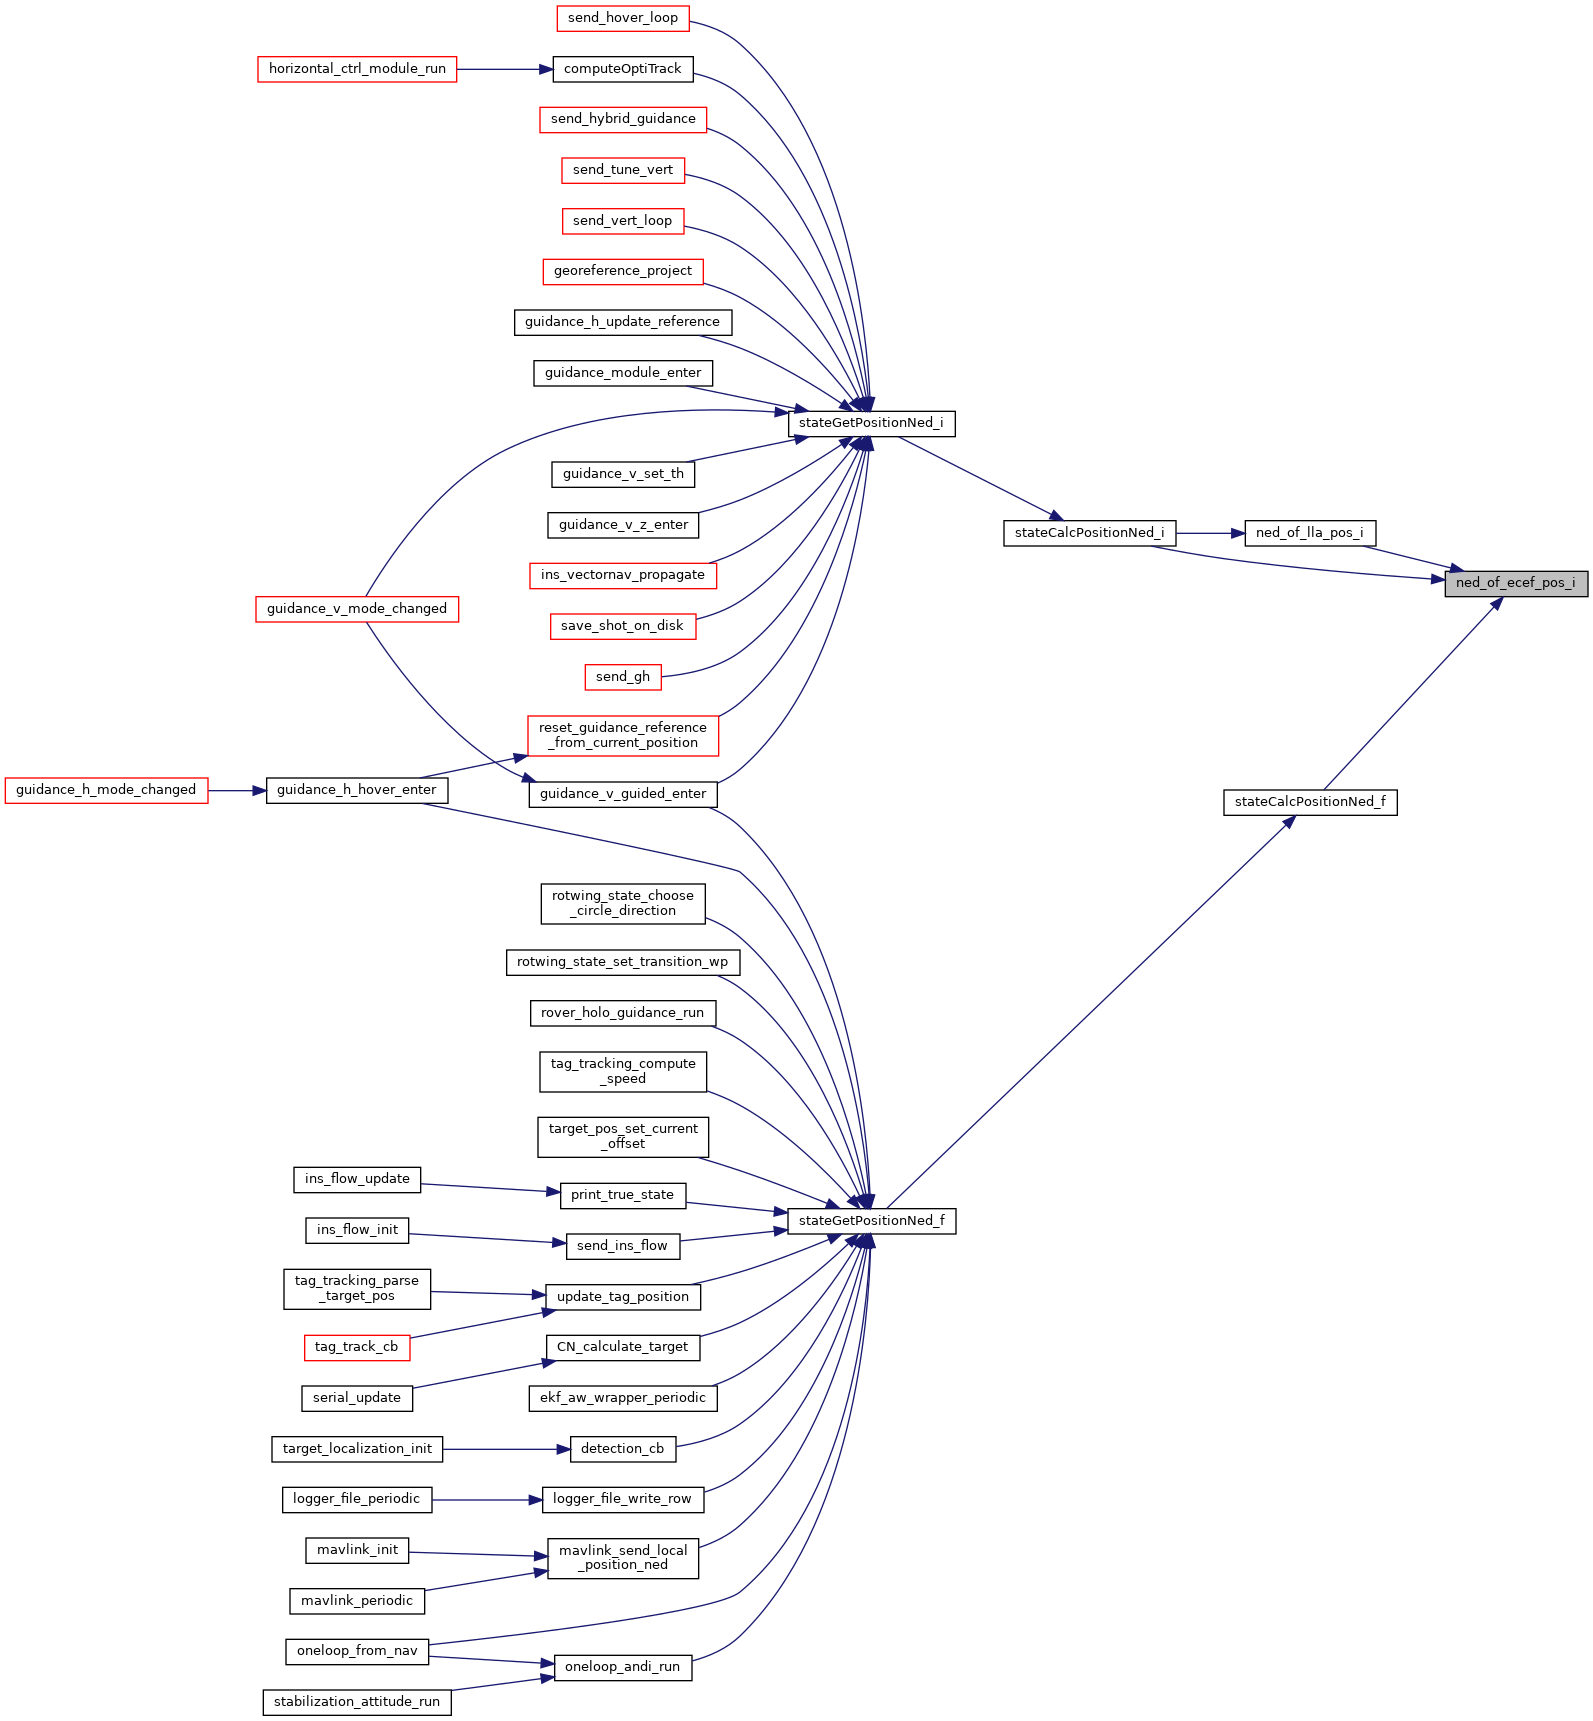 send_hover_loop
horizontal_ctrl_module_run
computeOptiTrack
send_hybrid_guidance
send_tune_vert
send_vert_loop
georeference_project
guidance_h_update_reference
guidance_module_enter
stateGetPositionNed_i
guidance_v_set_th
guidance_v_z_enter
stateCalcPositionNed_i
ned_of_lla_pos_i
ins_vectornav_propagate
ned_of_ecef_pos_i
guidance_v_mode_changed
save_shot_on_disk
send_gh
reset_guidance_reference
_from_current_position
guidance_h_mode_changed
guidance_h_hover_enter
guidance_v_guided_enter
stateCalcPositionNed_f
rotwing_state_choose
_circle_direction
rotwing_state_set_transition_wp
rover_holo_guidance_run
tag_tracking_compute
_speed
target_pos_set_current
_offset
ins_flow_update
print_true_state
stateGetPositionNed_f
ins_flow_init
send_ins_flow
tag_tracking_parse
_target_pos
update_tag_position
tag_track_cb
CN_calculate_target
serial_update
ekf_aw_wrapper_periodic
target_localization_init
detection_cb
logger_file_periodic
logger_file_write_row
mavlink_init
mavlink_send_local
_position_ned
mavlink_periodic
oneloop_from_nav
oneloop_andi_run
stabilization_attitude_run